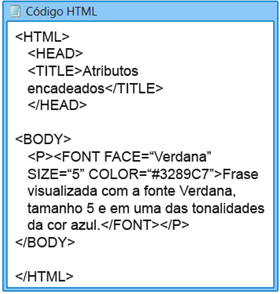 Código HTML
<HTML>
<HEAD>
<TITLE>Atributos
encadeados</TITLE>
</HEAD>
<BODY>
<P><FONT FACE=“Verdana”
SIZE=“5” COLOR=“#3289C7”>Frase
visualizada com a fonte Verdana,
tamanho 5 e em uma das tonalidades
da cor azul.</FONT></P>
</BODY>
</HTML>